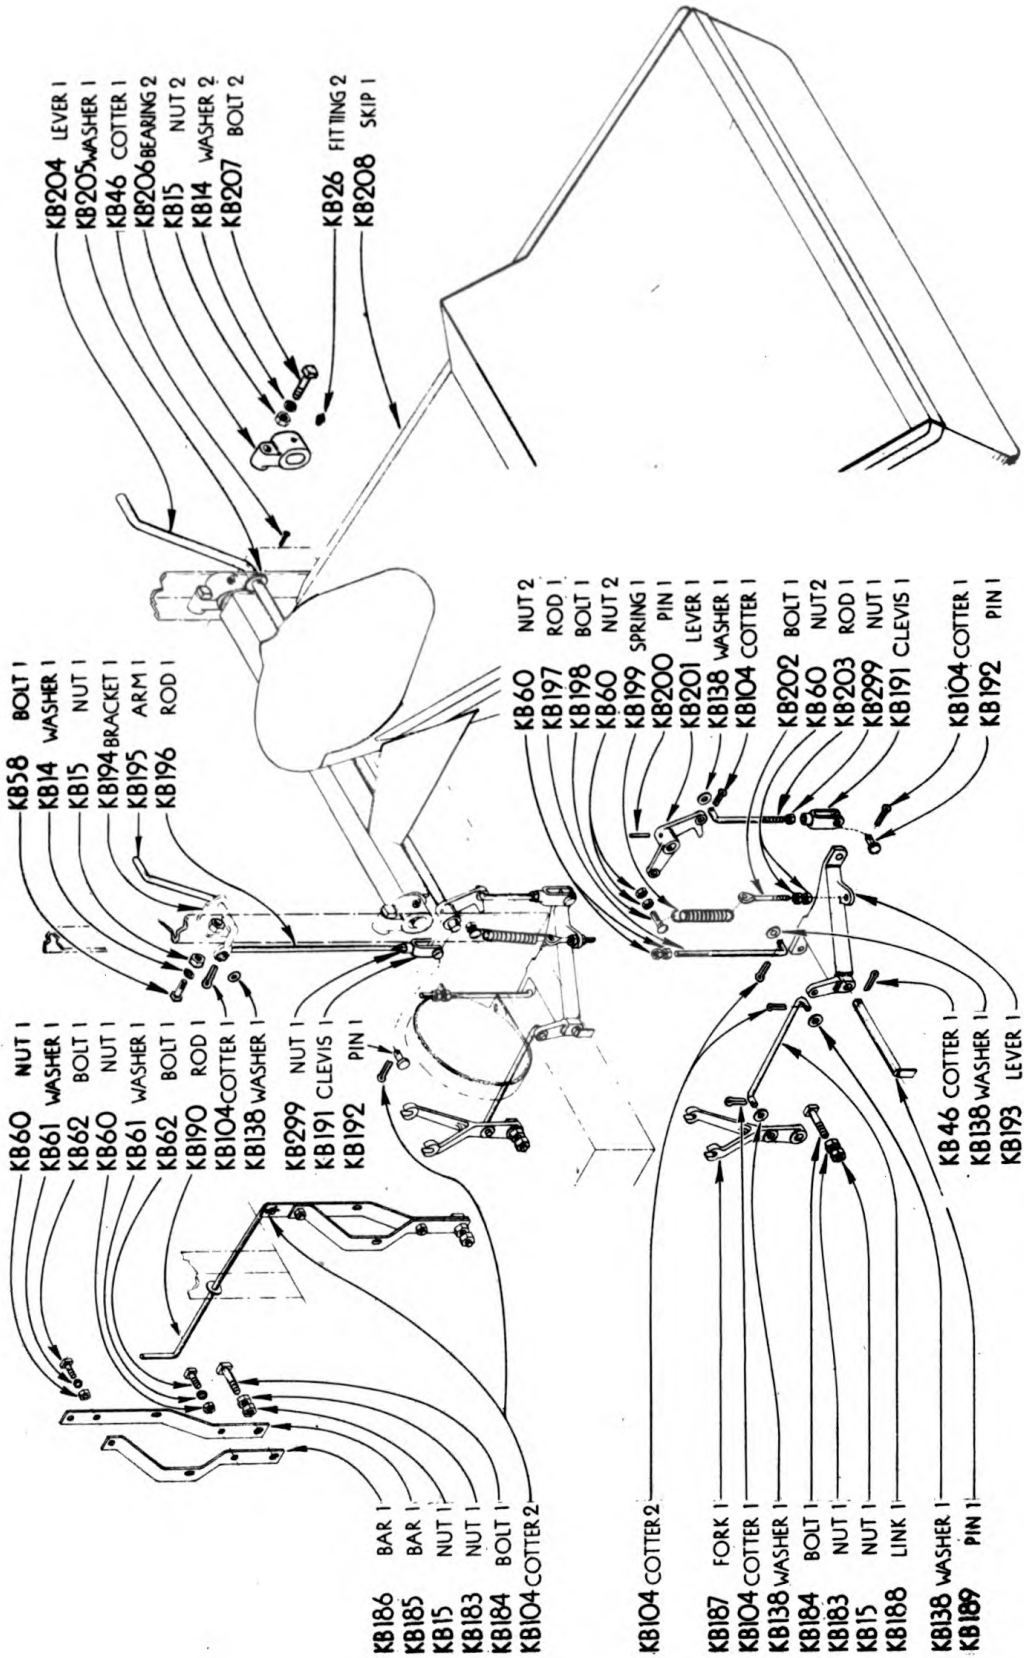 KB204 LEVER 1
KB205 WASHER 1
KB46 COTTER 1
KB206 BEARING 2
KB15 NUT 2
KB14 WASHER 2
KB207 BOLT 2
KB26 FITTING 2
KB208 SKIP 1
KB58 BOLT 1
KB14 WASHER 1
KB15 NUT 1
KB194 BRACKET 1
KB195 ARM 1
KB196 ROD 1
KB60 NUT 2
KB197 ROD 1
KB198 BOLT 1
KB60 NUT 2
KB199 SPRING 1
KB200 PIN 1
KB201 LEVER 1
KB138 WASHER 1
KB104 COTTER 1
KB202 BOLT 1
KB60 NUT 2
KB203 ROD 1
KB299 NUT 1
KB191 CLEVIS 1
KB104 COTTER 1
KB192 PIN 1
KB60 NUT 1
KB61 WASHER 1
KB62 BOLT 1
KB60 NUT 1
KB61 WASHER 1
KB62 BOLT 1
KB190 ROD 1
KB104 COTTER 1
KB138 WASHER 1
KB299 NUT 1
KB191 CLEVIS 1
KB192 PIN 1
KB46 COTTER 1
KB138 WASHER 1
KB193 LEVER 1
KB186 BAR 1
KB185 BAR 1
KB15 NUT 1
KB183 NUT 1
KB184 BOLT 1
KB104 COTTER 2
KB104 COTTER 2
KB187 FORK 1
KB104 COTTER 1
KB138 WASHER 1
KB184 BOLT 1
KB183 NUT 1
KB15 NUT 1
KB188 LINK 1
KB138 WASHER 1
KB189 PIN 1